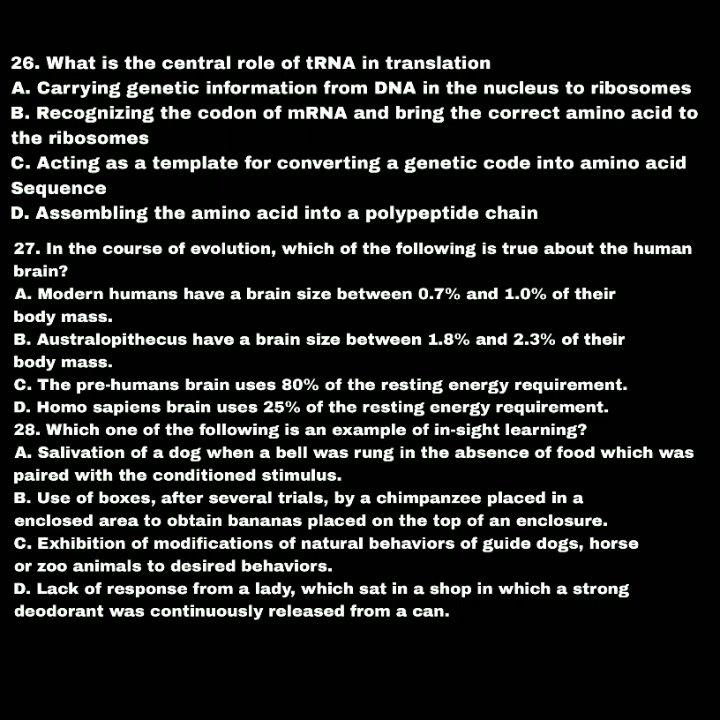 26. What is the central role of tRNA in translation
A. Carrying genetic information from DNA in the nucleus to ribosomes
B. Recognizing the codon of mRNA and bring the correct amino acid to
the ribosomes
C. Acting as a template for converting a genetic code into amino acid
Sequence
D. Assembling the amino acid into a polypeptide chain
27. In the course of evolution, which of the following is true about the human
brain?
A. Modern humans have a brain size between 0.7% and 1.0% of their
body mass.
B. Australopithecus have a brain size between 1.8% and 2.3% of their
body mass.
C. The pre-humans brain uses 80% of the resting energy requirement.
D. Homo sapiens brain uses 25% of the resting energy requirement.
28. Which one of the following is an example of in-sight learning?
A. Salivation of a dog when a bell was rung in the absence of food which was
paired with the conditioned stimulus.
B. Use of boxes, after several trials, by a chimpanzee placed in a
enclosed area to obtain bananas placed on the top of an enclosure.
C. Exhibition of modifications of natural behaviors of guide dogs, horse
or zoo animals to desired behaviors.
D. Lack of response from a lady, which sat in a shop in which a strong
deodorant was continuously released from a can.